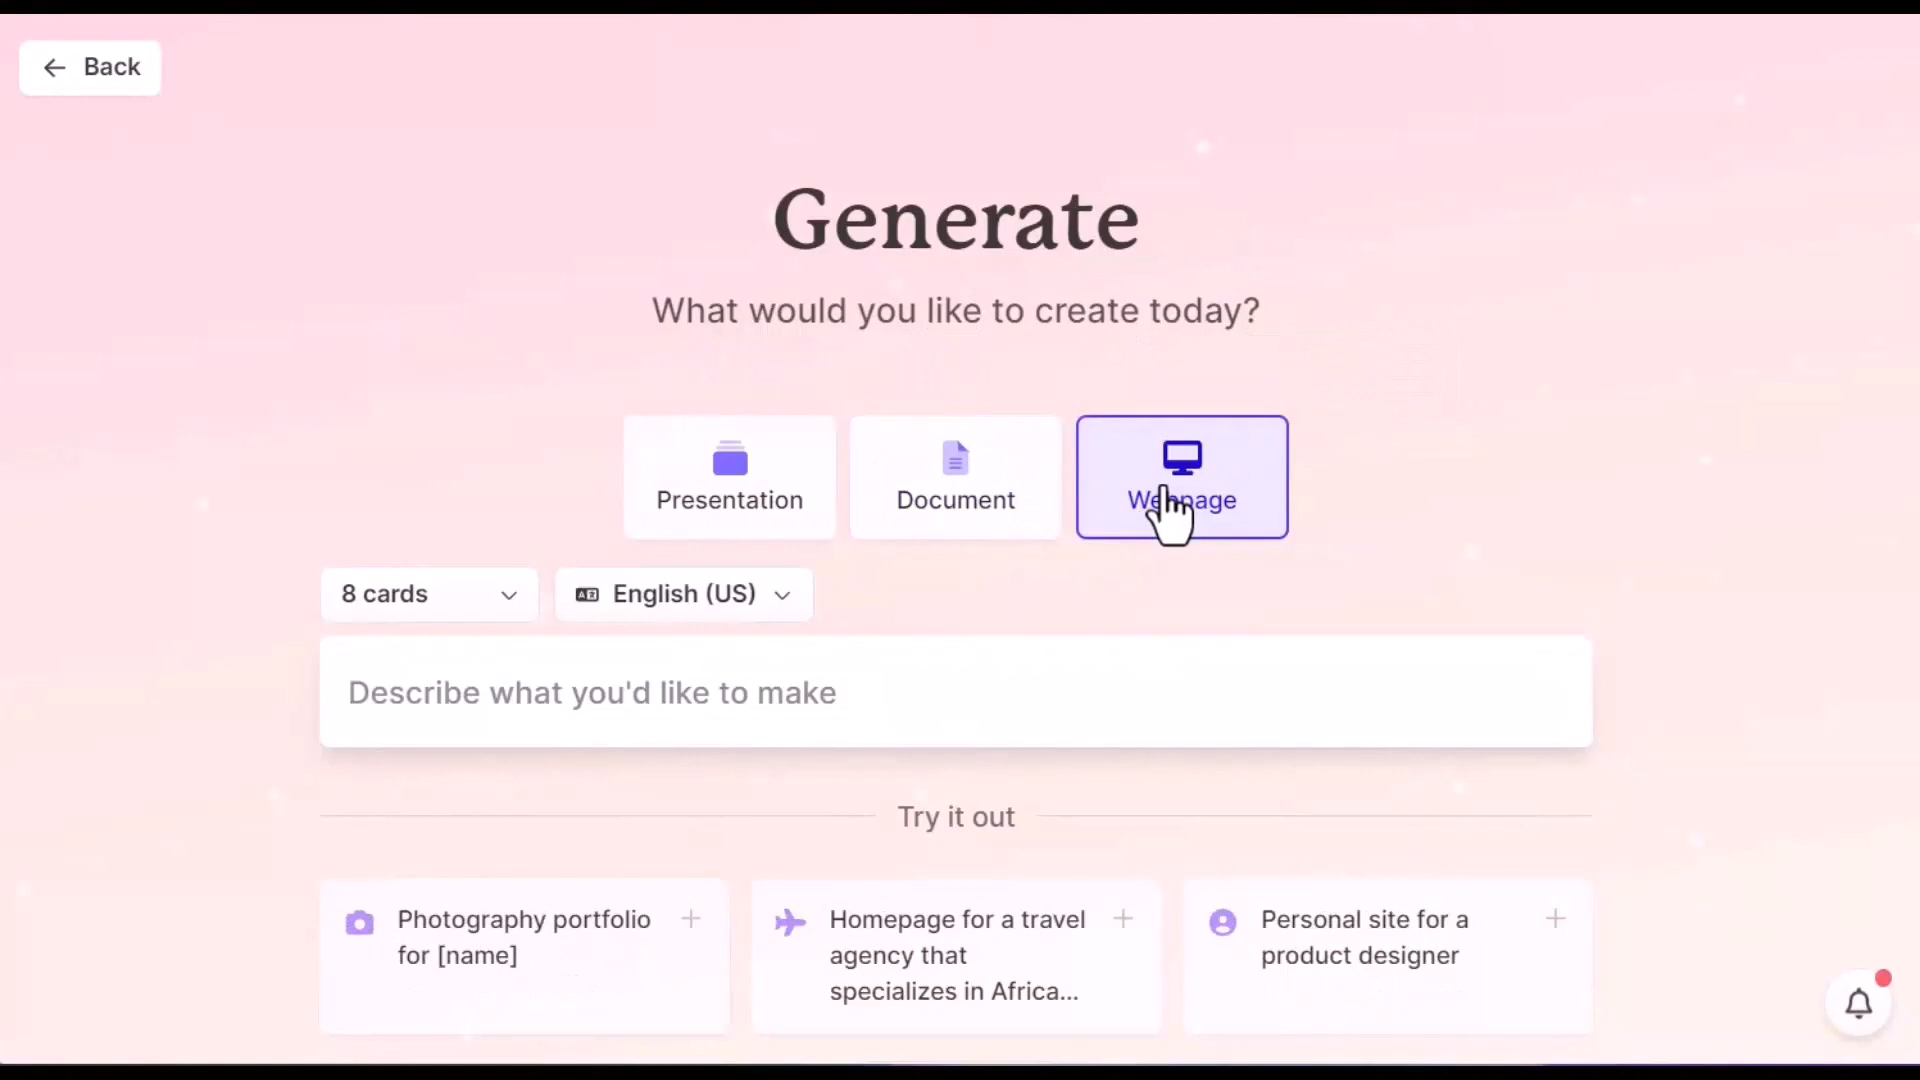 Back
Generate
What would you like to create today?
Presentation
Document
Webpage
8 cards
English (US)
Describe what you'd like to make
Try it out
Photography portfolio
for [name]
Homepage for a travel
agency that
specializes in Africa...
Personal site for a
product designer